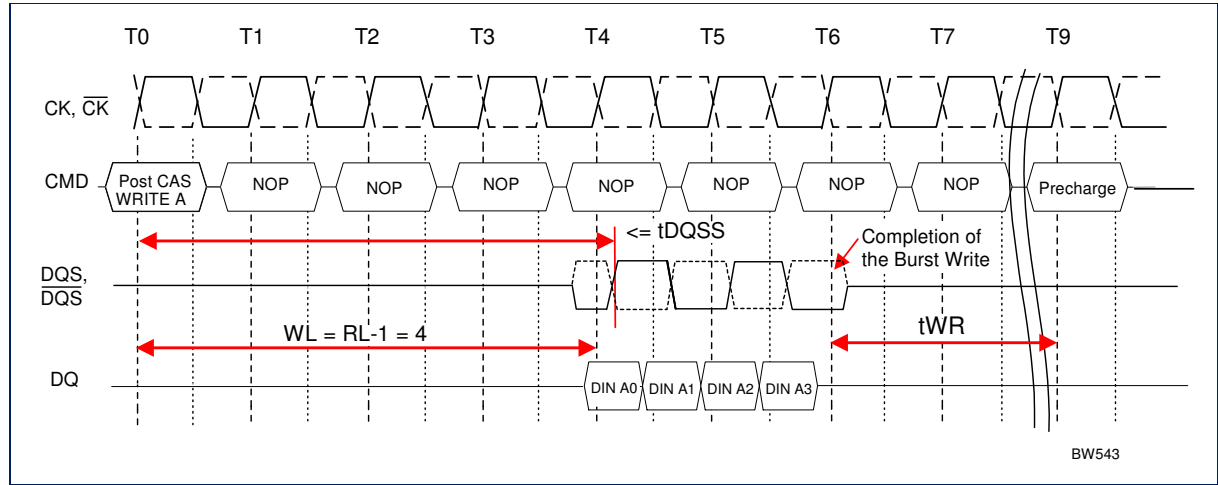 T0 T1 T2 T3 T4 T5 T6 T7 T9
CK, C̅K̅
CMD Post CAS NOP NOP NOP NOP NOP NOP NOP Precharge
WRITE A
<= tDQSS
Completion of
the Burst Write
DQS,
D̅Q̅S̅
WL = RL-1 = 4
tWR
DQ DIN A0 DIN A1 DIN A2 DIN A3
BW543